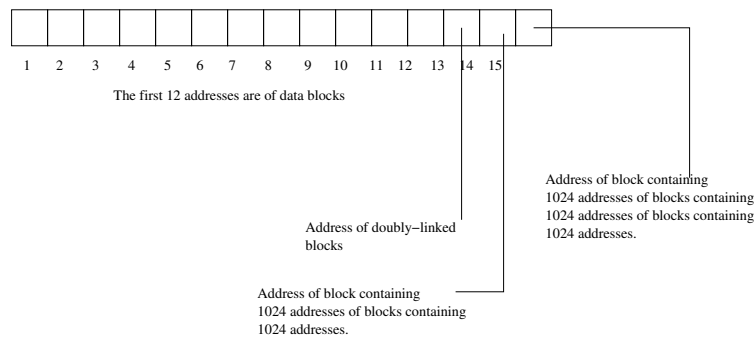 1 2 3 4 5 6 7 8 9 10 11 12 13 14 15
The first 12 addresses are of data blocks
Address of block containing
1024 addresses of blocks containing
1024 addresses of blocks containing
1024 addresses.
Address of doubly−linked
blocks
Address of block containing
1024 addresses of blocks containing
1024 addresses.